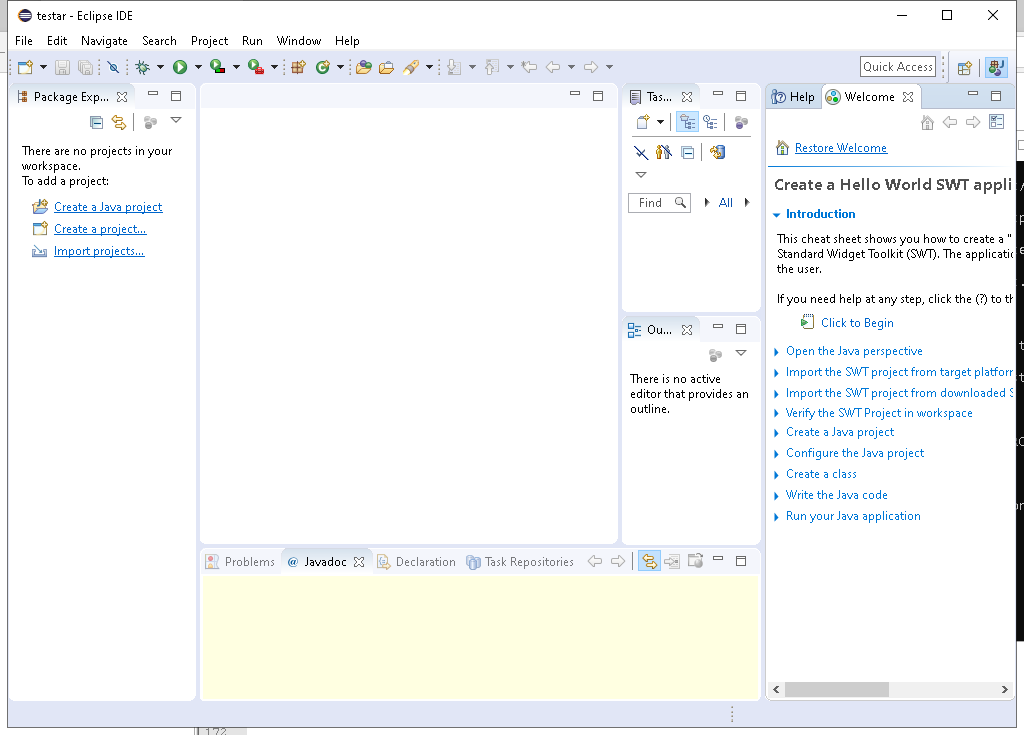 testar - Eclipse IDE
File Edit Navigate Search Project Run Window Help
Quick Access
Package Exp...
There are no projects in your
workspace.
To add a project:
Create a Java project
Create a project...
Import projects...
Tas...
Find
All
Ou...
There is no active
editor that provides an
outline.
Help
Welcome
Restore Welcome
Create a Hello World SWT appli
Introduction
This cheat sheet shows you how to create a "
Standard Widget Toolkit (SWT). The applicatio
the user.
If you need help at any step, click the (?) to th
Click to Begin
Open the Java perspective
Import the SWT project from target platform
Import the SWT project from downloaded S
Verify the SWT Project in workspace
Create a Java project
Configure the Java project
Create a class
Write the Java code
Run your Java application
Problems
@ Javadoc
Declaration
Task Repositories
172